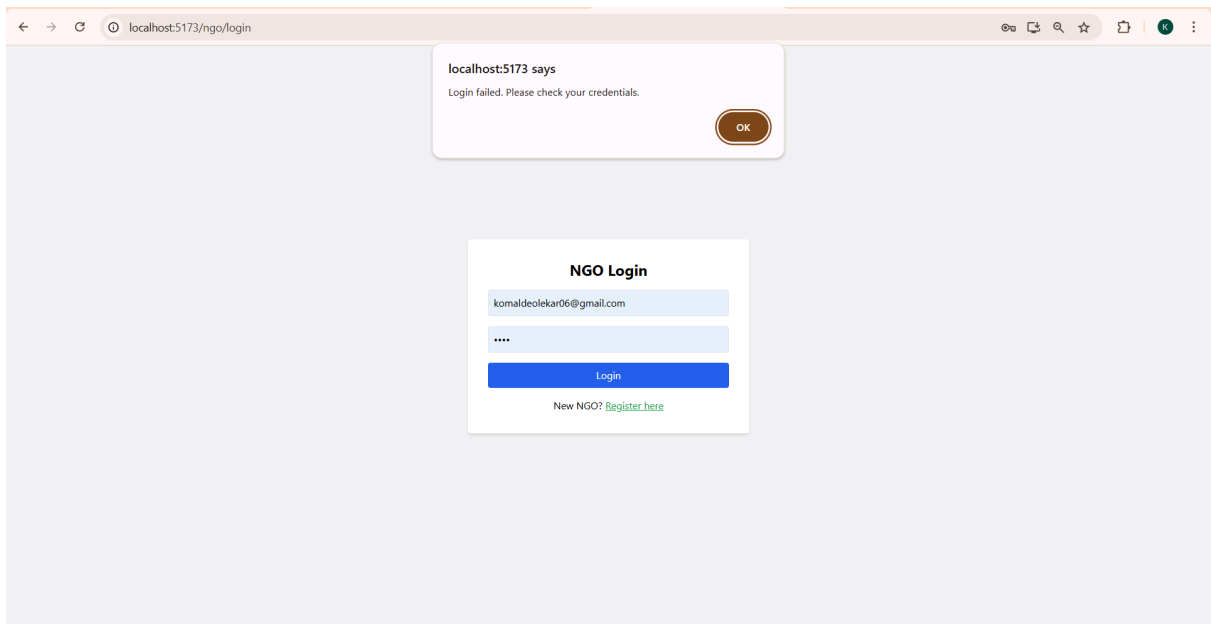 localhost:5173/ngo/login
K
localhost:5173 says
Login failed. Please check your credentials.
OK
NGO Login
komaldeolekar06@gmail.com
••••
Login
New NGO? Register here